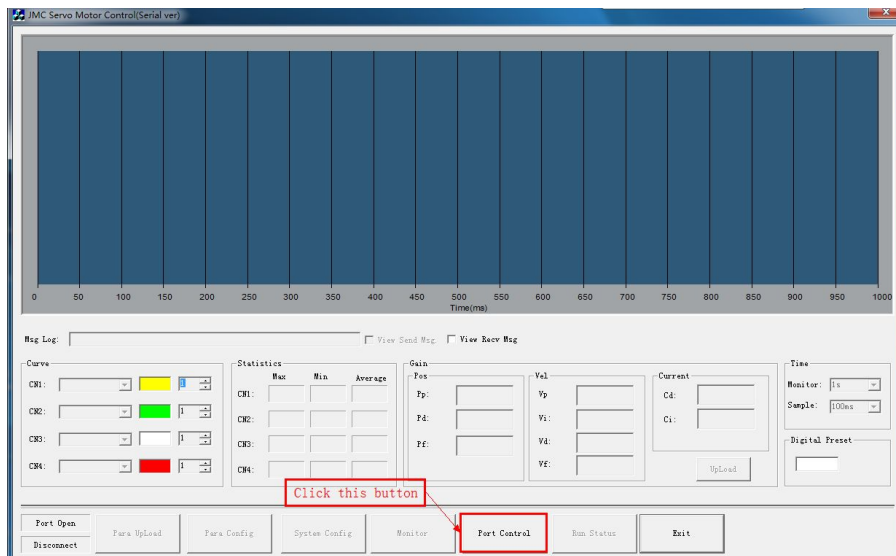 JMC Servo Motor Control(Serial ver)
0 50 100 150 200 250 300 350 400 450 500 550 600 650 700 750 800 850 900 950 1000
Time(ms)
Msg Log: View Send Msg View Recv Msg
Curve
CN1: 1
CN2: 1
CN3: 1
CN4: 1
Statistics
Max Min Average
CN1:
CN2:
CN3:
CN4:
Gain
Pos
Pp:
Pd:
Pf:
Vel
Vp
Vi:
Vd:
Vf:
Current
Cd:
Ci:
UpLoad
Time
Monitor: 1s
Sample: 100ms
Digital Preset
Click this button
Port Open
Disconnect
Para UpLoad
Para Config
System Config
Monitor
Port Control
Run Status
Exit